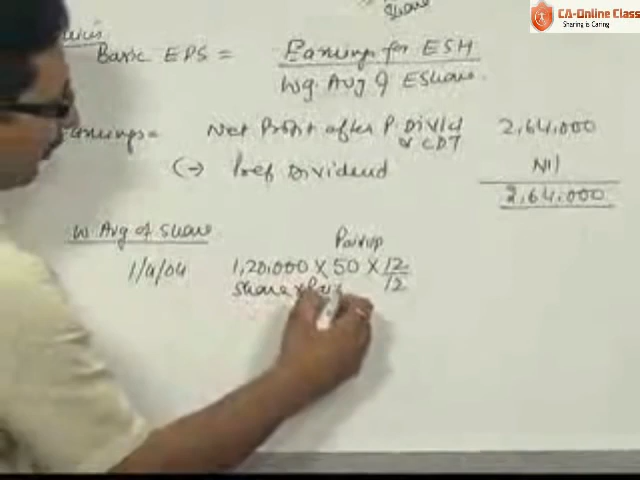 share
CA-Online Class
Sharing is Caring
Basic EPS = Earnings for ESH
Wg. Avg of EShare.
Earnings = Net Profit after P. Divid 2,64,000
or CDT
(-) Pref Dividend Nil
2,64,000
W. Avg of Share
Paidup
1/4/04 1,20,000 X 50 X 12
Share 12